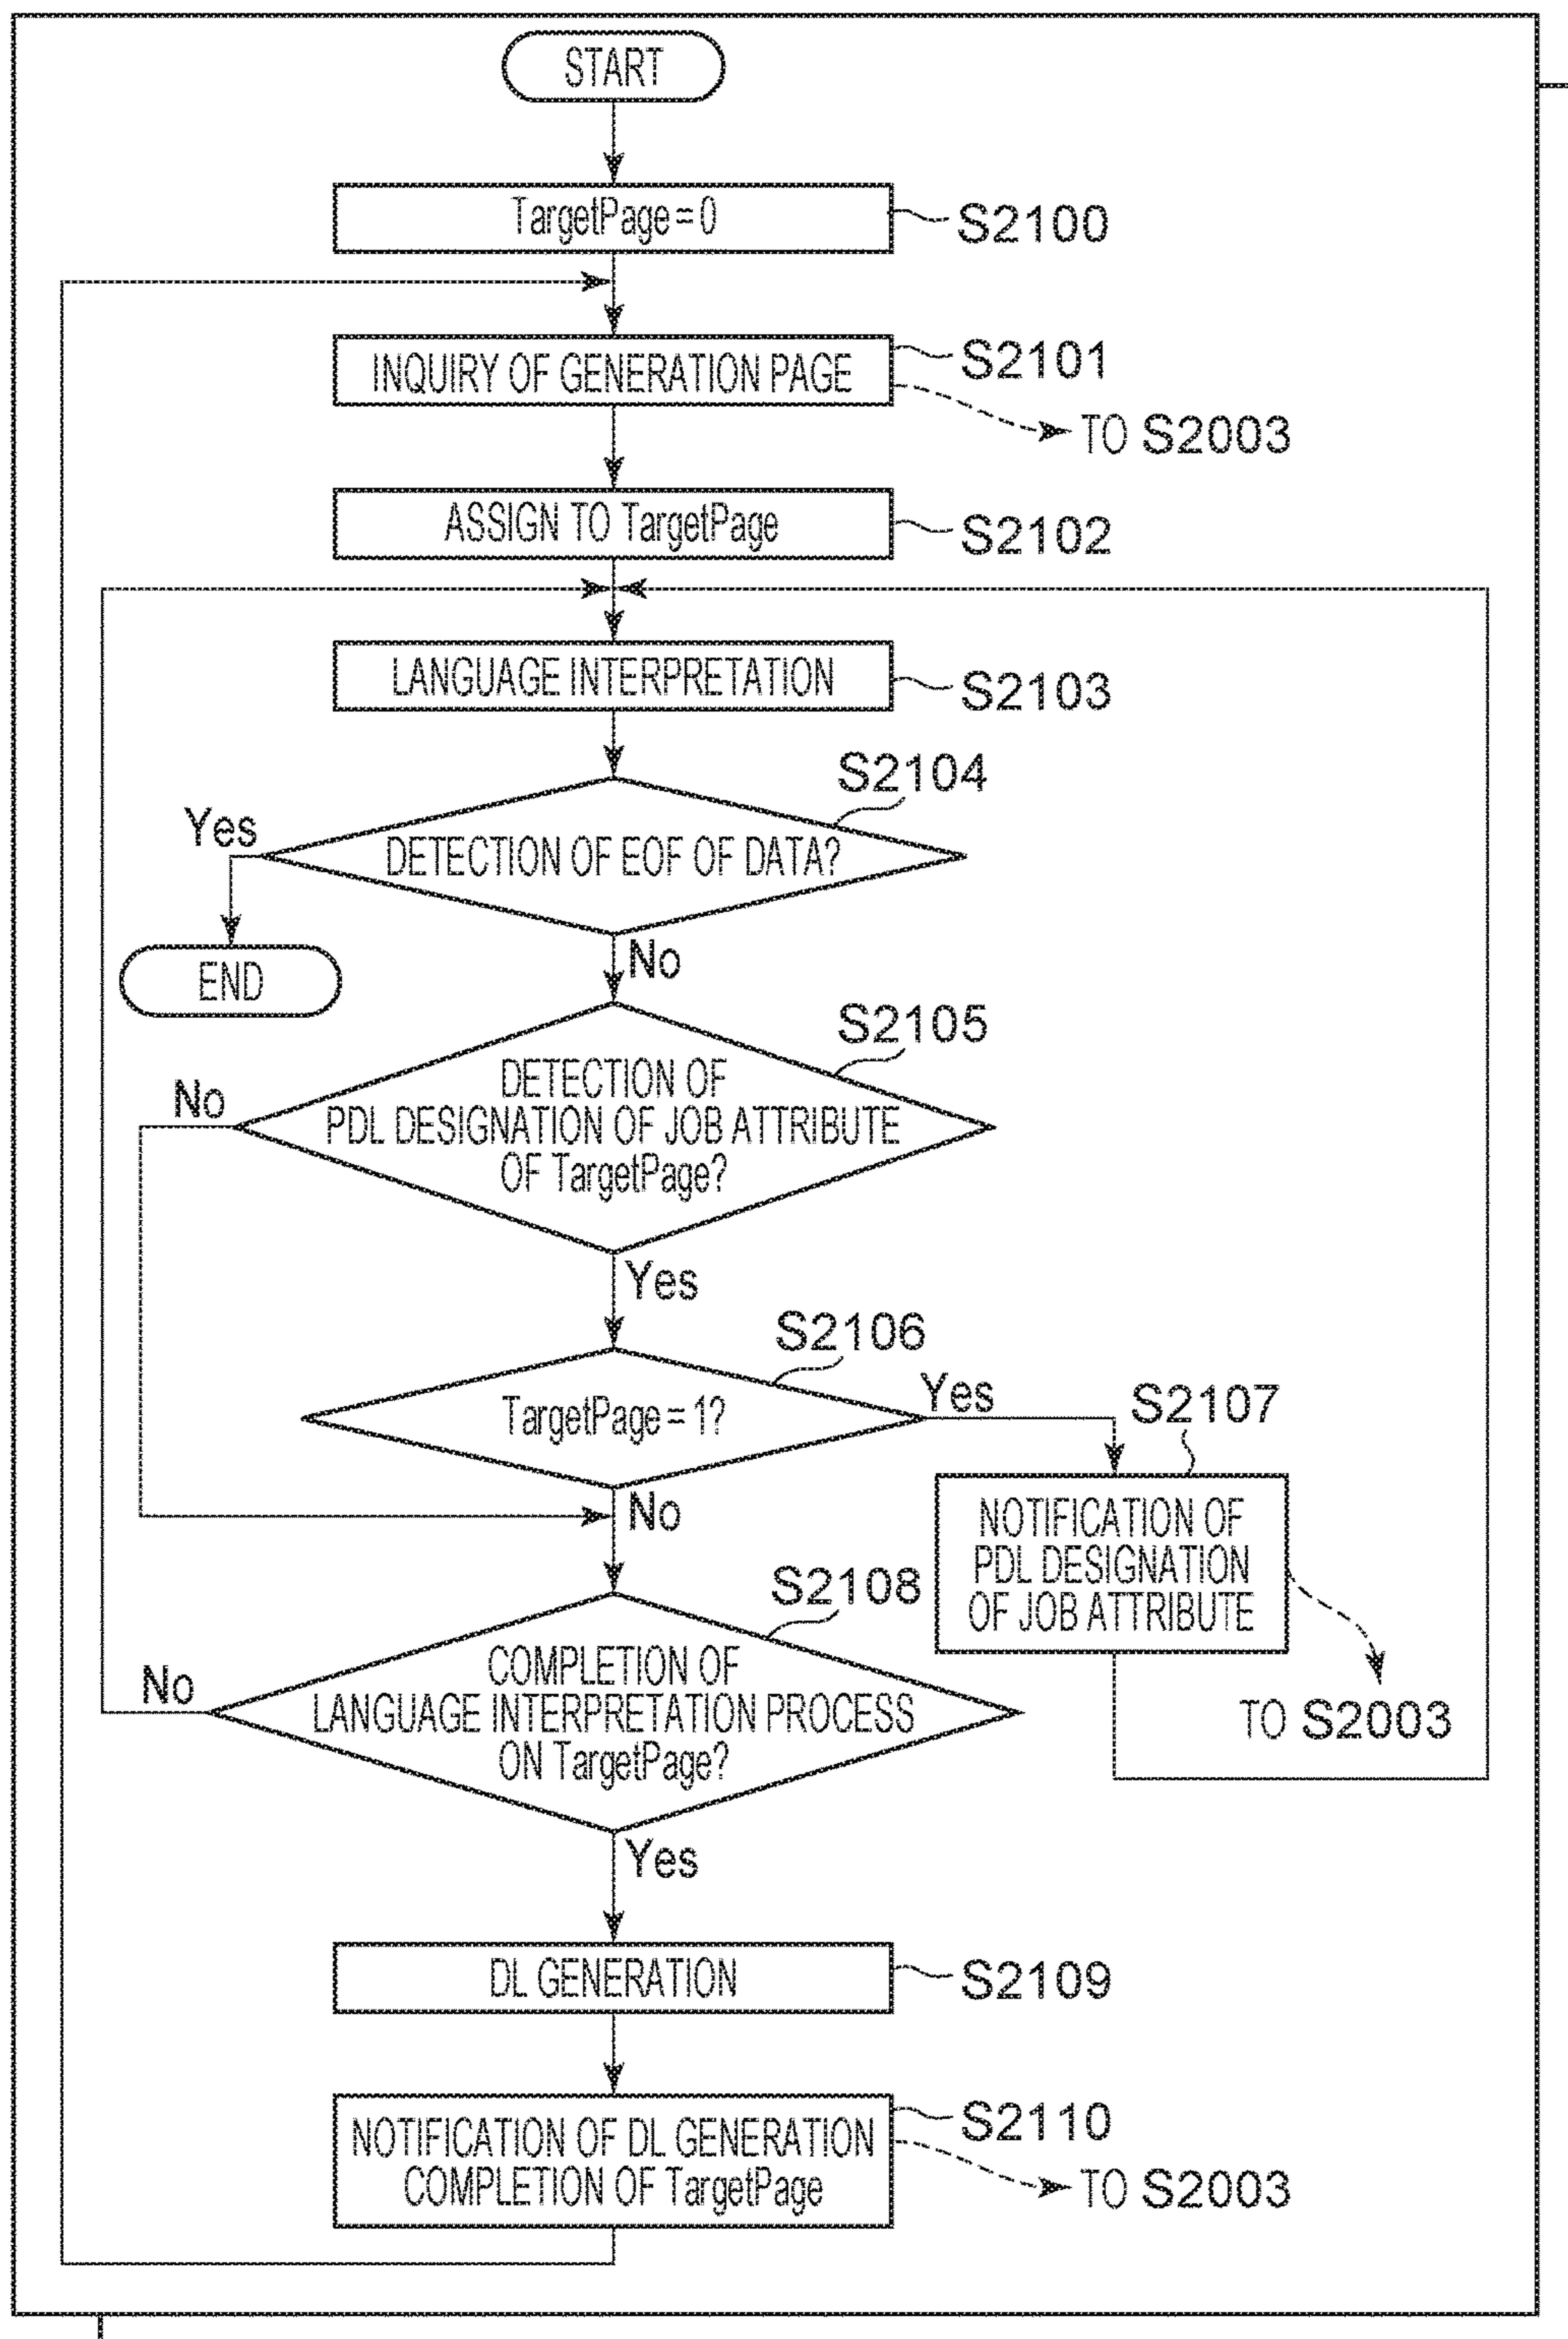 START
TargetPage = 0
S2100
INQUIRY OF GENERATION PAGE
S2101
TO S2003
ASSIGN TO TargetPage
S2102
LANGUAGE INTERPRETATION
S2103
S2104
Yes
DETECTION OF EOF OF DATA?
No
END
S2105
No
DETECTION OF
PDL DESIGNATION OF JOB ATTRIBUTE
OF TargetPage?
Yes
S2106
TargetPage = 1?
Yes
S2107
No
NOTIFICATION OF
PDL DESIGNATION
OF JOB ATTRIBUTE
TO S2003
S2108
No
COMPLETION OF
LANGUAGE INTERPRETATION PROCESS
ON TargetPage?
Yes
DL GENERATION
S2109
NOTIFICATION OF DL GENERATION
COMPLETION OF TargetPage
S2110
TO S2003